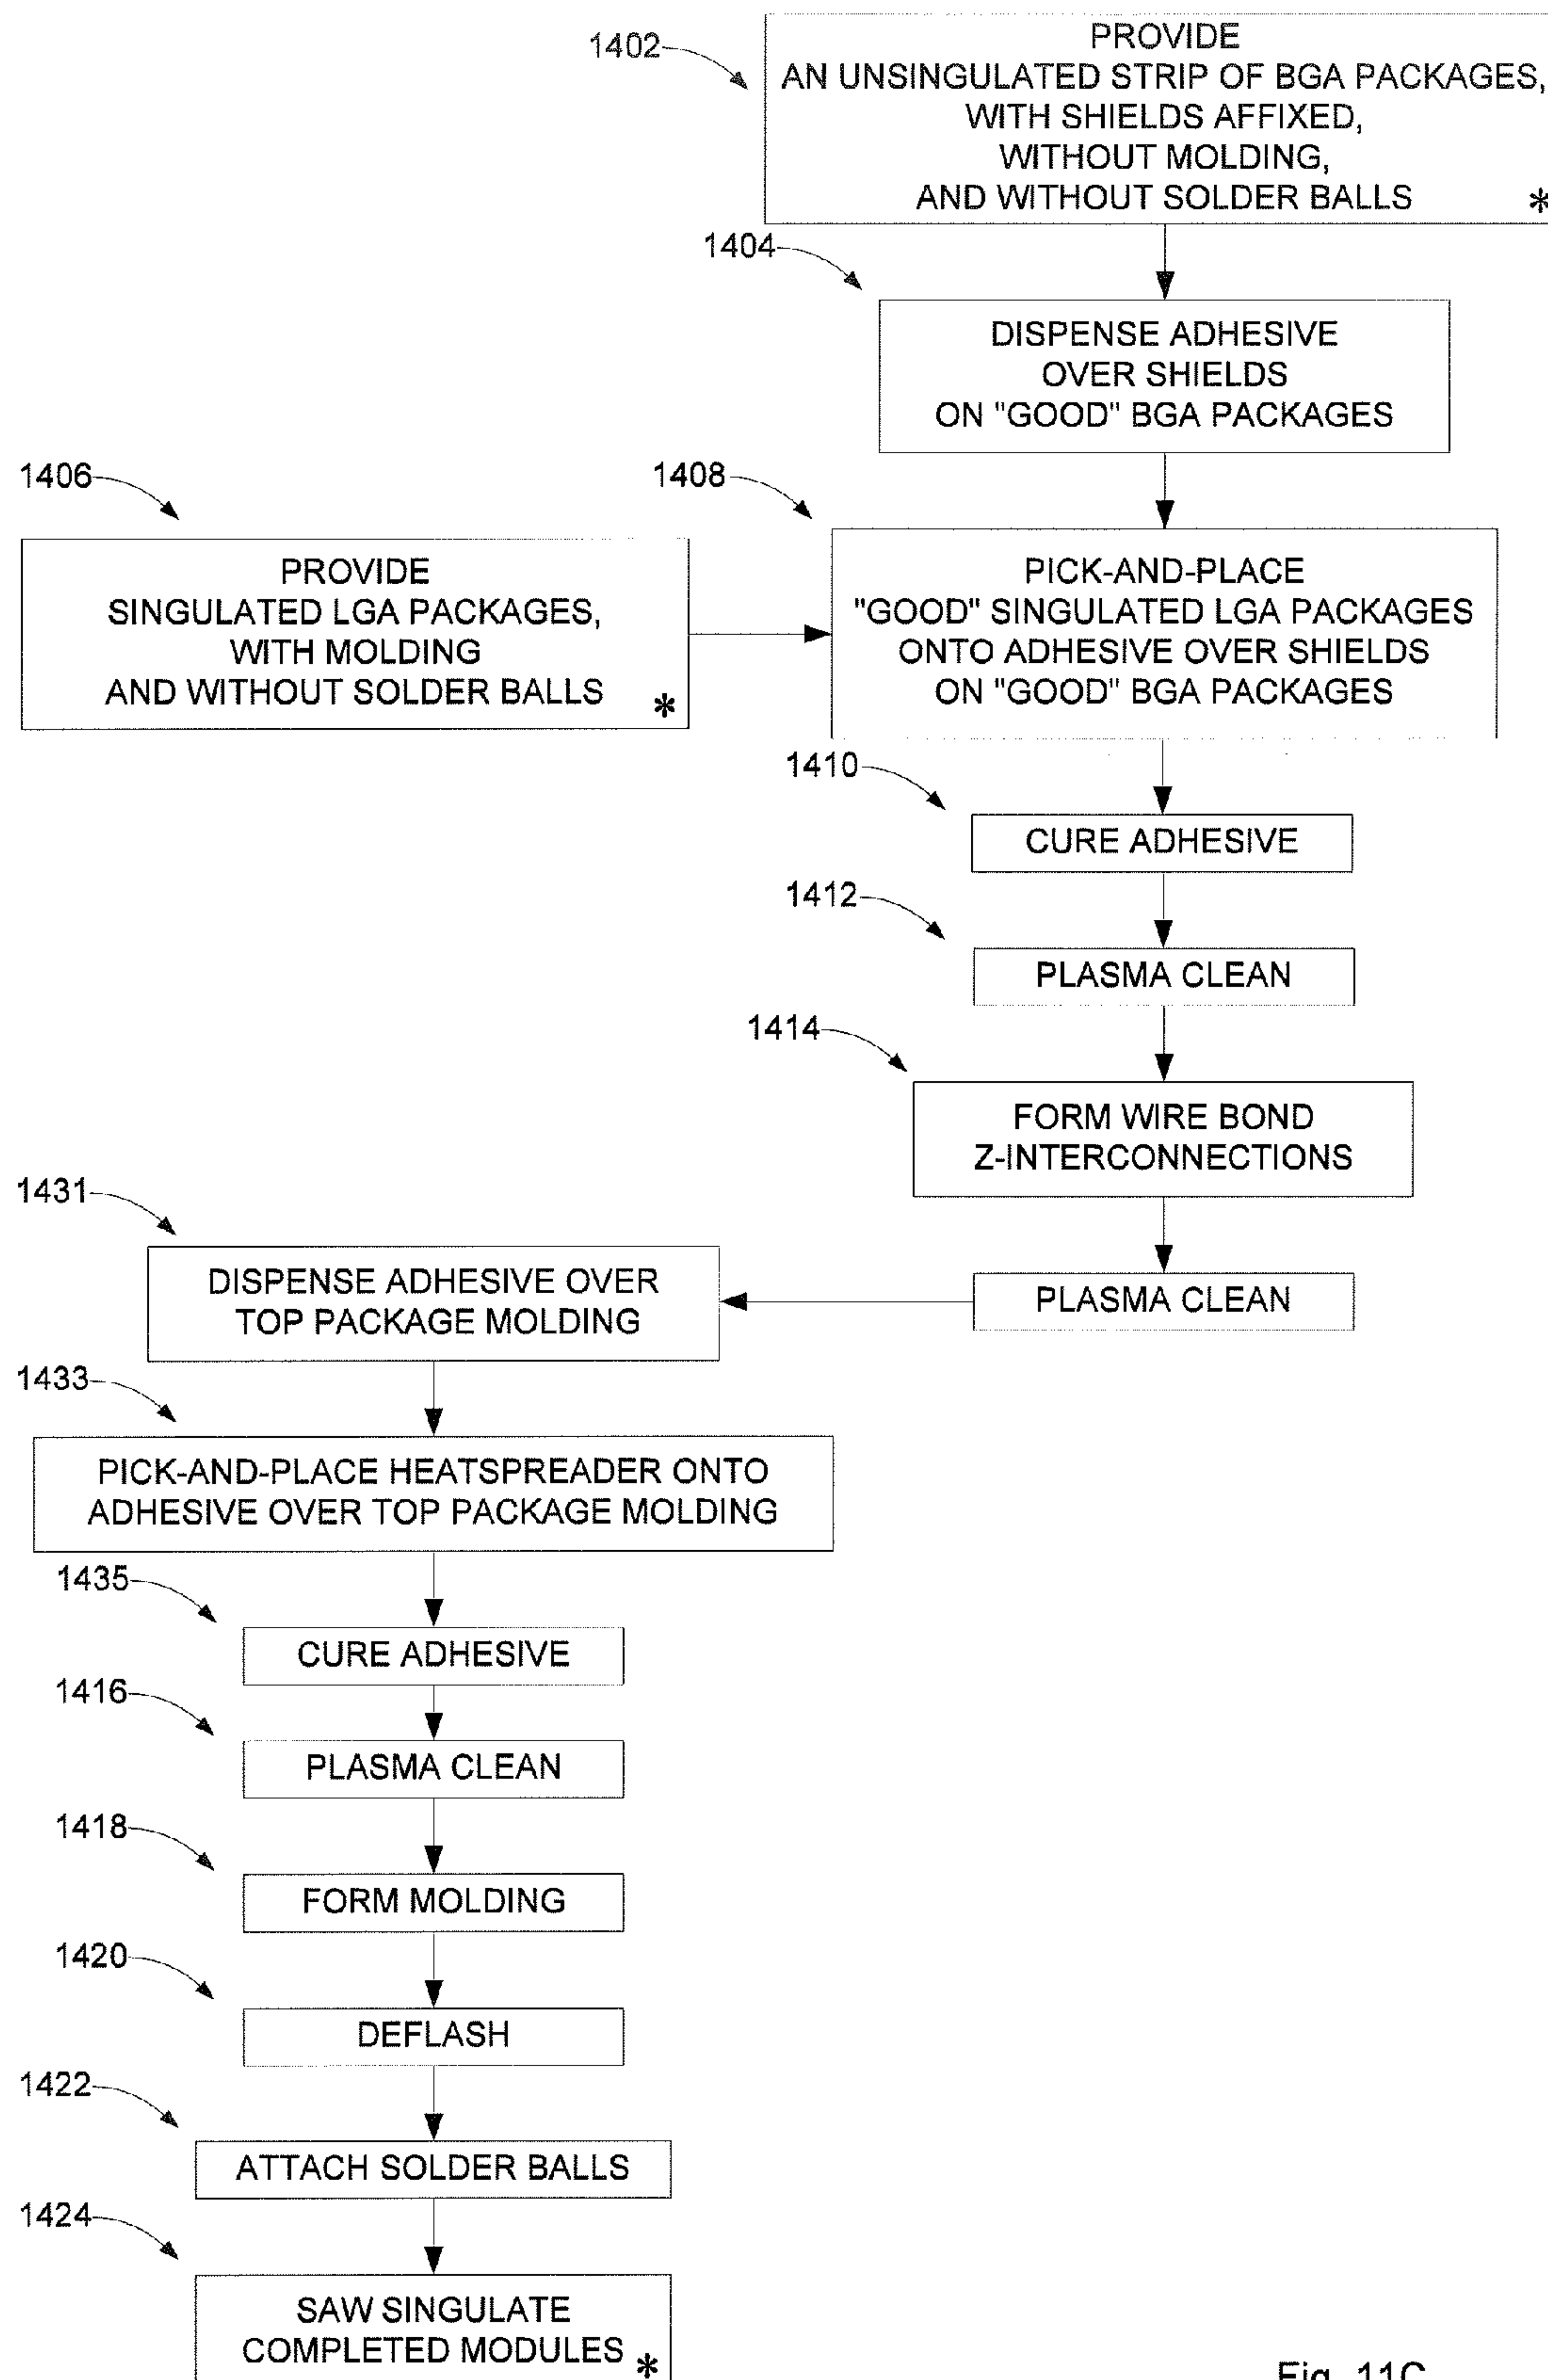 1402
PROVIDE
AN UNSINGULATED STRIP OF BGA PACKAGES,
WITH SHIELDS AFFIXED,
WITHOUT MOLDING,
AND WITHOUT SOLDER BALLS *
1404
DISPENSE ADHESIVE
OVER SHIELDS
ON "GOOD" BGA PACKAGES
1406
PROVIDE
SINGULATED LGA PACKAGES,
WITH MOLDING
AND WITHOUT SOLDER BALLS *
1408
PICK-AND-PLACE
"GOOD" SINGULATED LGA PACKAGES
ONTO ADHESIVE OVER SHIELDS
ON "GOOD" BGA PACKAGES
1410
CURE ADHESIVE
1412
PLASMA CLEAN
1414
FORM WIRE BOND
Z-INTERCONNECTIONS
PLASMA CLEAN
1431
DISPENSE ADHESIVE OVER
TOP PACKAGE MOLDING
1433
PICK-AND-PLACE HEATSPREADER ONTO
ADHESIVE OVER TOP PACKAGE MOLDING
1435
CURE ADHESIVE
1416
PLASMA CLEAN
1418
FORM MOLDING
1420
DEFLASH
1422
ATTACH SOLDER BALLS
1424
SAW SINGULATE
COMPLETED MODULES *
Fig. 11C